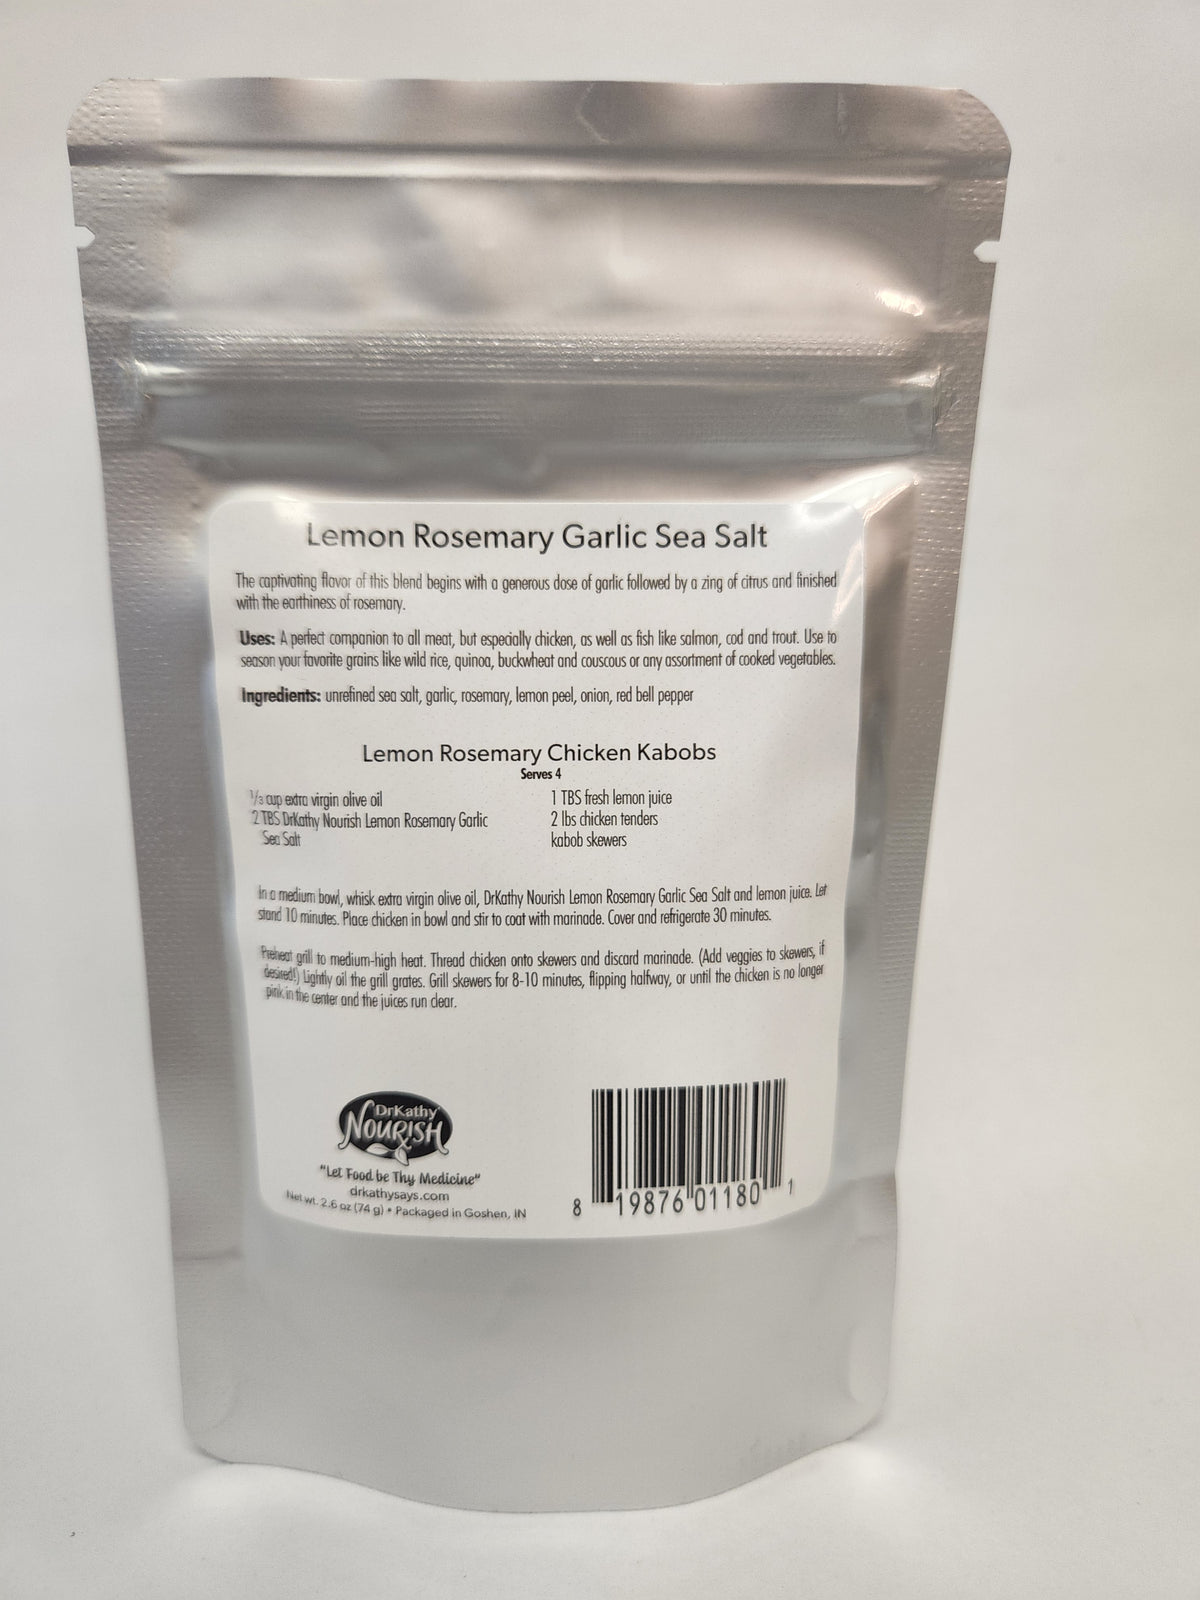 Lemon Rosemary Garlic Sea Salt
The captivating flavor of this blend begins with a generous dose of garlic followed by a zing of citrus and finished
with the earthiness of rosemary.
Uses: A perfect companion to all meat, but especially chicken, as well as fish like salmon, cod and trout. Use to
season your favorite grains like wild rice, quinoa, buckwheat and couscous or any assortment of cooked vegetables.
Ingredients: unrefined sea salt, garlic, rosemary, lemon peel, onion, red bell pepper
Lemon Rosemary Chicken Kabobs
Serves 4
⅓ cup extra virgin olive oil
2 TBS DrKathy Nourish Lemon Rosemary Garlic
Sea Salt
1 TBS fresh lemon juice
2 lbs chicken tenders
kabob skewers
In a medium bowl, whisk extra virgin olive oil, DrKathy Nourish Lemon Rosemary Garlic Sea Salt and lemon juice. Let
stand 10 minutes. Place chicken in bowl and stir to coat with marinade. Cover and refrigerate 30 minutes.
Preheat grill to medium-high heat. Thread chicken onto skewers and discard marinade. (Add veggies to skewers, if
desired!) Lightly oil the grill grates. Grill skewers for 8-10 minutes, flipping halfway, or until the chicken is no longer
pink in the center and the juices run clear.
DrKathy
NOURISH
"Let Food be Thy Medicine"
drkathysays.com
Net wt. 2.6 oz (74 g) • Packaged in Goshen, IN
8 19876 01180 1